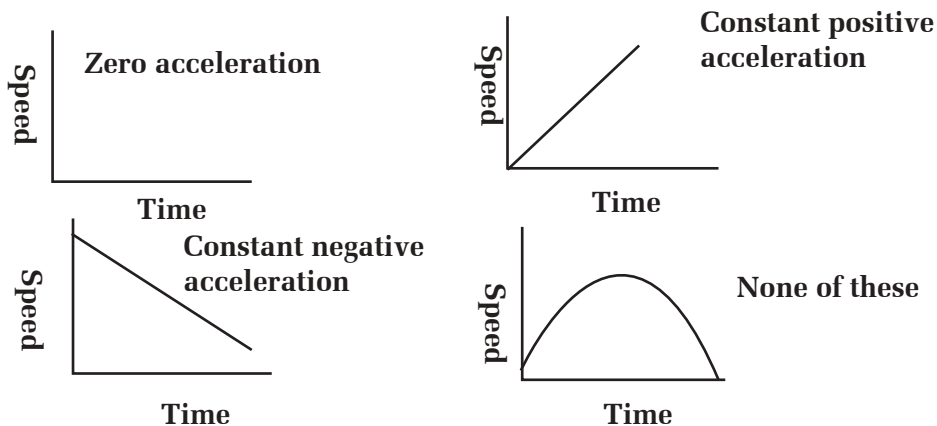 Zero acceleration
Speed
Time
Constant positive
acceleration
Speed
Time
Constant negative
acceleration
Speed
Time
None of these
Speed
Time